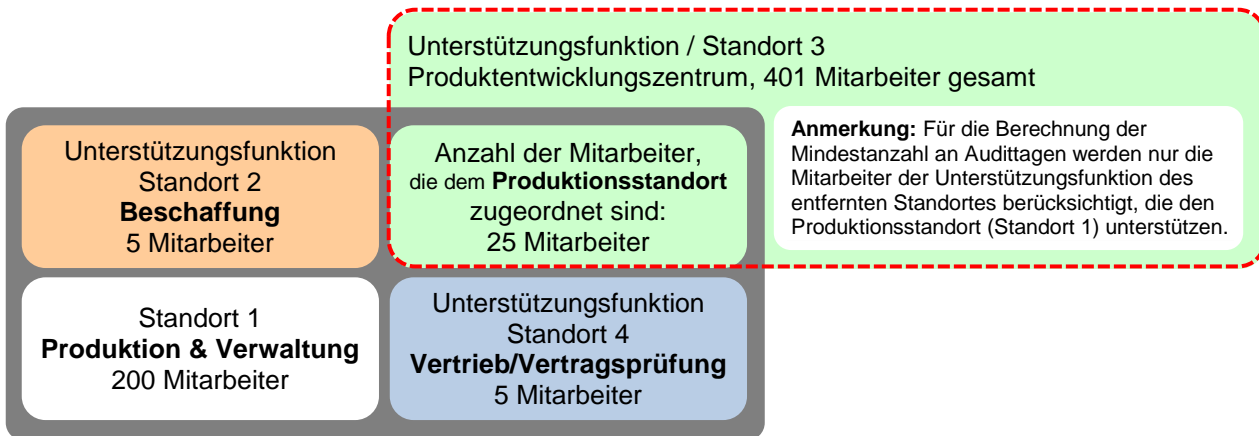 Unterstützungsfunktion / Standort 3
Produktentwicklungszentrum, 401 Mitarbeiter gesamt
Unterstützungsfunktion
Standort 2
Beschaffung
5 Mitarbeiter
Anzahl der Mitarbeiter,
die dem Produktionsstandort
zugeordnet sind:
25 Mitarbeiter
Anmerkung: Für die Berechnung der
Mindestanzahl an Audittagen werden nur die
Mitarbeiter der Unterstützungsfunktion des
entfernten Standortes berücksichtigt, die den
Produktionsstandort (Standort 1) unterstützen.
Standort 1
Produktion & Verwaltung
200 Mitarbeiter
Unterstützungsfunktion
Standort 4
Vertrieb/Vertragsprüfung
5 Mitarbeiter